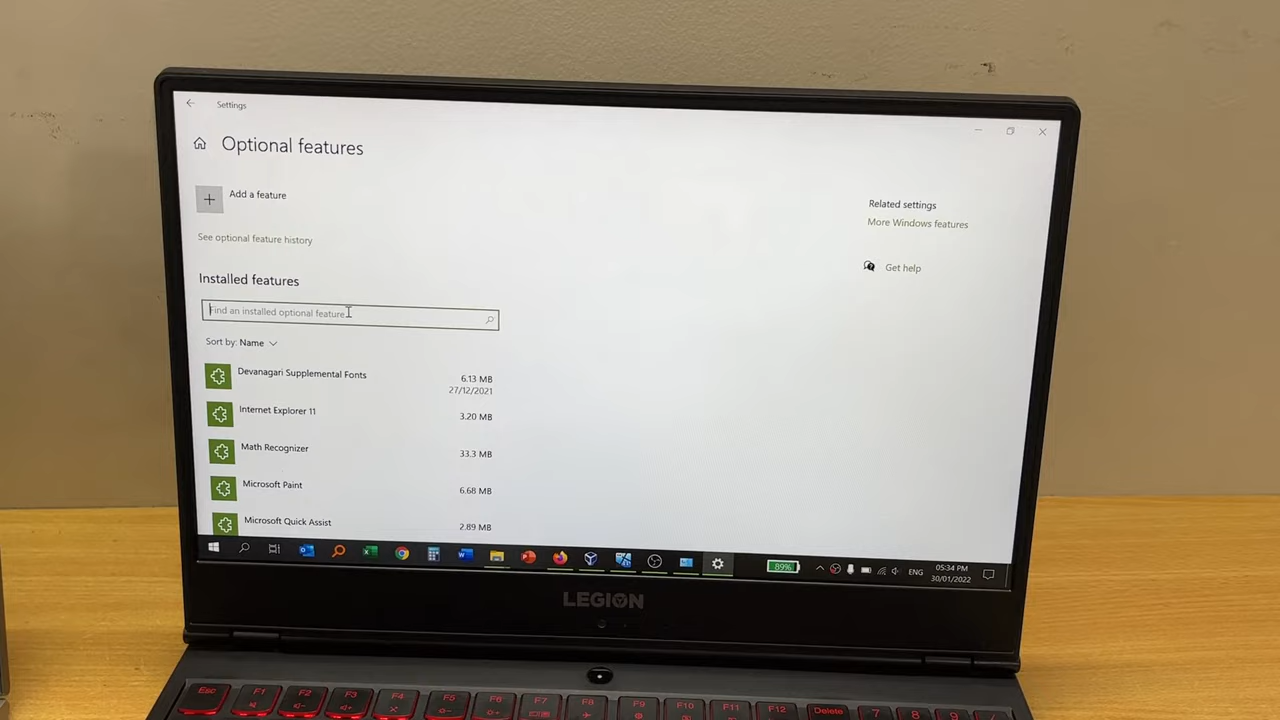 Settings
Optional features
Add a feature
See optional feature history
Installed features
Find an installed optional feature
Sort by: Name
Devanagari Supplemental Fonts
6.13 MB
27/12/2021
Internet Explorer 11
3.20 MB
Math Recognizer
33.3 MB
Microsoft Paint
6.68 MB
Microsoft Quick Assist
2.89 MB
Related settings
More Windows features
Get help
89%
ENG
05:34 PM
30/01/2022
LEGION
Esc
F1
F2
F3
F4
F5
F6
F7
F8
F9
F10
F11
F12
Delete
7
8
9
/